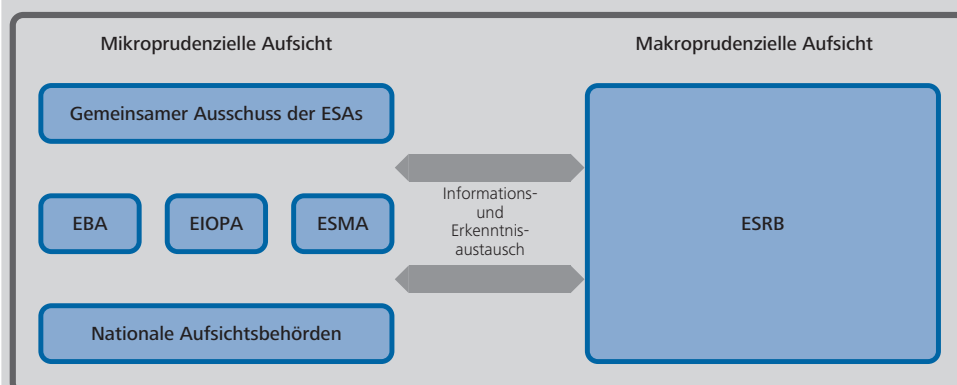 Mikroprudenzielle Aufsicht
Makroprudenzielle Aufsicht
Gemeinsamer Ausschuss der ESAs
EBA
EIOPA
ESMA
Informations-
und
Erkenntnis-
austausch
ESRB
Nationale Aufsichtsbehörden